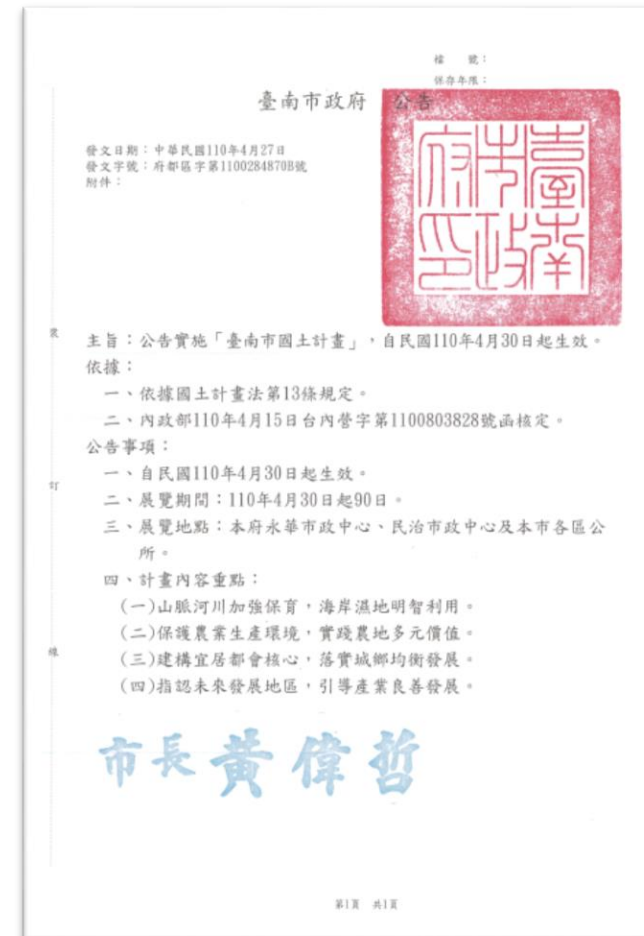 檔　　號：
保存年限：
臺南市政府　公告
臺南市政府印
發文日期：中華民國110年4月27日
發文字號：府都區字第1100284870B號
附件：
主旨：公告實施「臺南市國土計畫」，自民國110年4月30日起生效。
依據：
一、依據國土計畫法第13條規定。
二、內政部110年4月15日台內營字第1100803828號函核定。
公告事項：
一、自民國110年4月30日起生效。
二、展覽期間：110年4月30日起90日。
三、展覽地點：本府永華市政中心、民治市政中心及本市各區公
所。
四、計畫內容重點：
(一)山脈河川加強保育，海岸濕地明智利用。
(二)保護農業生產環境，實踐農地多元價值。
(三)建構宜居都會核心，落實城鄉均衡發展。
(四)指認未來發展地區，引導產業良善發展。
裝
訂
線
市長黃偉哲
第1頁　共1頁